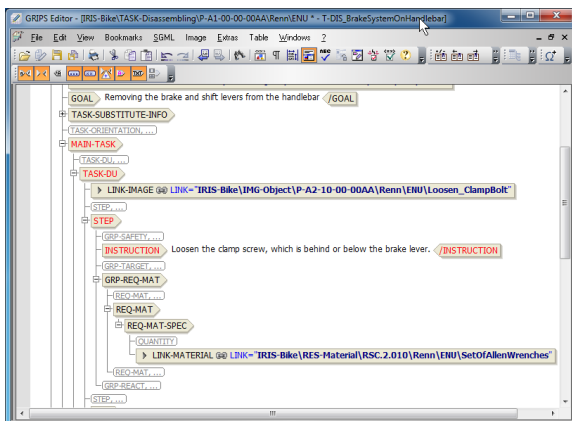 GRIPS Editor - [IRIS-Bike\TASK-Disassembling\P-A1-00-00-00AA\Renn\ENU * - T-DIS_BrakeSystemOnHandlebar]
File Edit View Bookmarks SGML Image Extras Table Windows ?
GOAL Removing the brake and shift levers from the handlebar /GOAL
TASK-SUBSTITUTE-INFO
TASK-ORIENTATION, ...
MAIN-TASK
TASK-DU, ...
TASK-DU
LINK-IMAGE LINK="IRIS-Bike\IMG-Object\P-A2-10-00-00AA\Renn\ENU\Loosen_ClampBolt"
STEP, ...
STEP
GRP-SAFETY, ...
INSTRUCTION Loosen the clamp screw, which is behind or below the brake lever. /INSTRUCTION
GRP-TARGET, ...
GRP-REQ-MAT
REQ-MAT, ...
REQ-MAT
REQ-MAT-SPEC
QUANTITY
LINK-MATERIAL LINK="IRIS-Bike\RES-Material\RSC.2.010\Renn\ENU\SetOfAllenWrenches"
REQ-MAT, ...
GRP-REACT, ...
STEP, ...